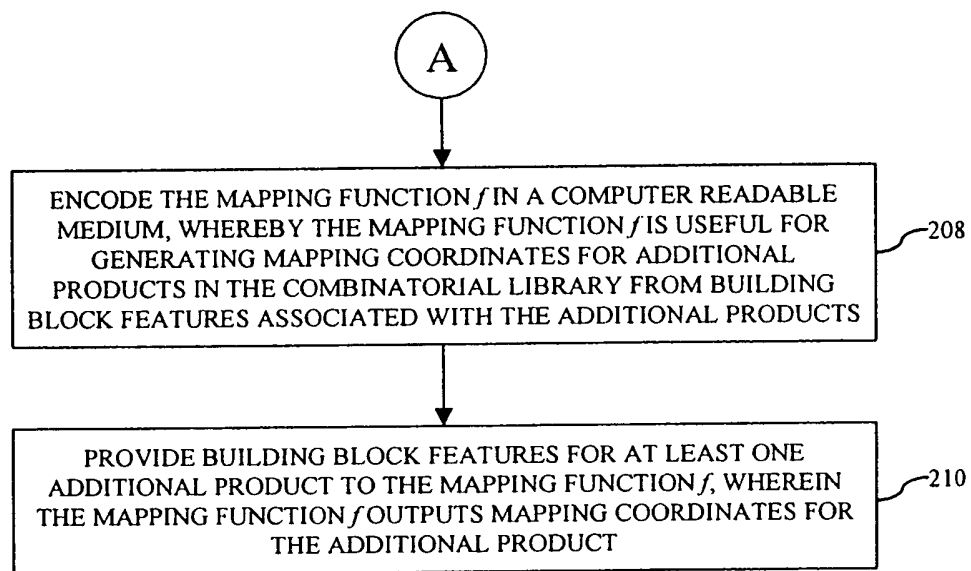 A
ENCODE THE MAPPING FUNCTION f IN A COMPUTER READABLE
MEDIUM, WHEREBY THE MAPPING FUNCTION f IS USEFUL FOR
GENERATING MAPPING COORDINATES FOR ADDITIONAL
PRODUCTS IN THE COMBINATORIAL LIBRARY FROM BUILDING
BLOCK FEATURES ASSOCIATED WITH THE ADDITIONAL PRODUCTS
208
PROVIDE BUILDING BLOCK FEATURES FOR AT LEAST ONE
ADDITIONAL PRODUCT TO THE MAPPING FUNCTION f, WHEREIN
THE MAPPING FUNCTION f OUTPUTS MAPPING COORDINATES FOR
THE ADDITIONAL PRODUCT
210